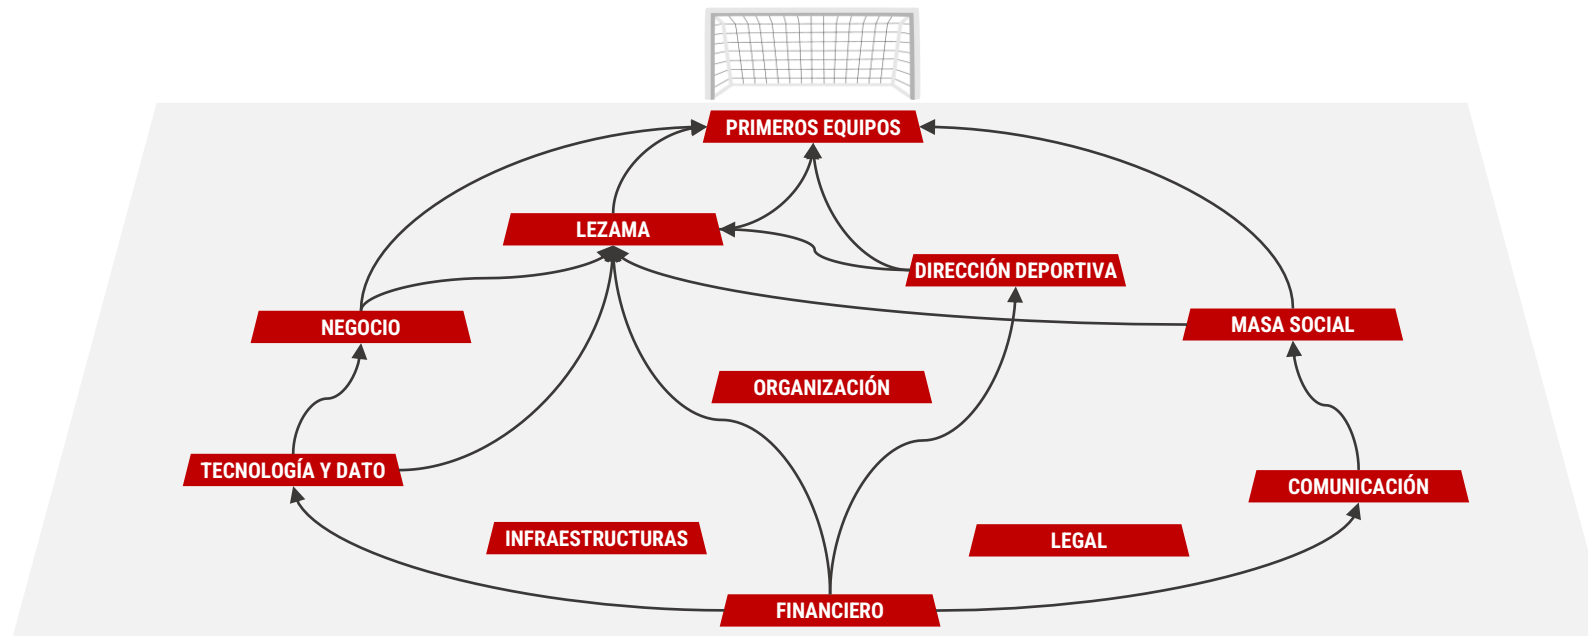 PRIMEROS EQUIPOS
LEZAMA
DIRECCIÓN DEPORTIVA
NEGOCIO
MASA SOCIAL
ORGANIZACIÓN
TECNOLOGÍA Y DATO
COMUNICACIÓN
INFRAESTRUCTURAS
LEGAL
FINANCIERO